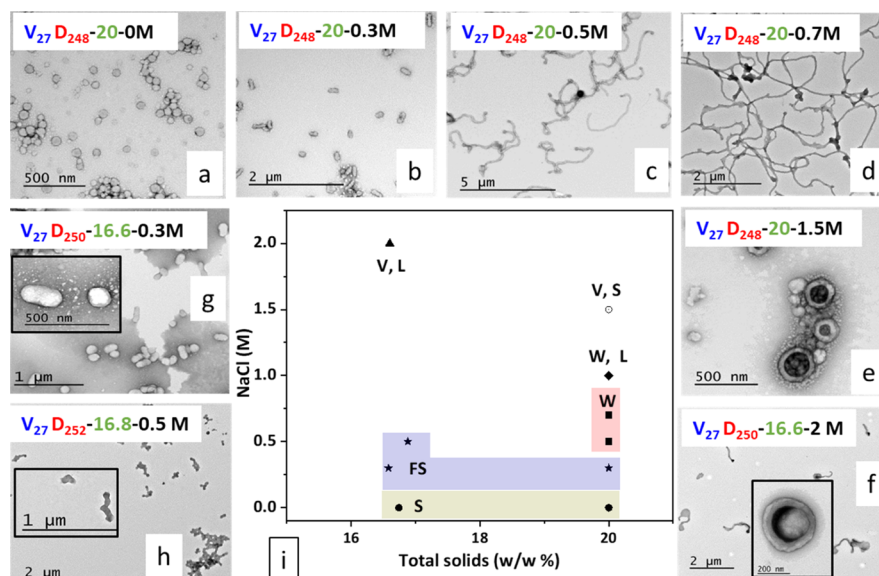 V27 D248-20-0M
500 nm
a
V27 D248-20-0.3M
2 µm
b
V27 D248-20-0.5M
5 µm
c
V27 D248-20-0.7M
2 µm
d
V27 D250-16.6-0.3M
500 nm
1 µm
g
V27 D252-16.8-0.5 M
1 µm
2 µm
h
NaCl (M)
2.0
1.5
1.0
0.5
0.0
V, L
V, S
W, L
W
FS
S
16
18
20
Total solids (w/w %)
i
V27 D248-20-1.5M
500 nm
e
V27 D250-16.6-2 M
2 µm
200 nm
f